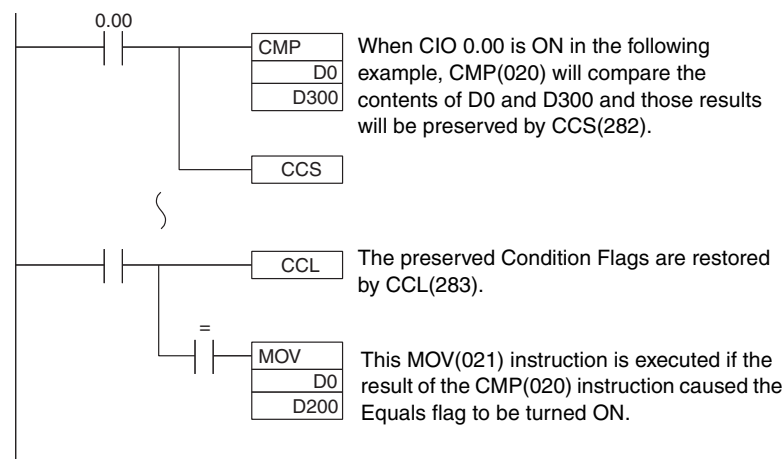 0.00
CMP
D0
D300
When CIO 0.00 is ON in the following
example, CMP(020) will compare the
contents of D0 and D300 and those results
will be preserved by CCS(282).
CCS
CCL
The preserved Condition Flags are restored
by CCL(283).
=
MOV
D0
D200
This MOV(021) instruction is executed if the
result of the CMP(020) instruction caused the
Equals flag to be turned ON.